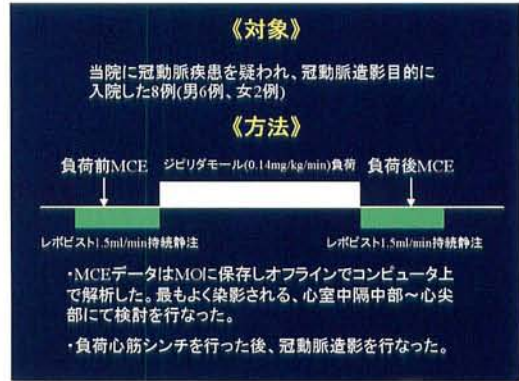 《対象》
当院に冠動脈疾患を疑われ、冠動脈造影目的に
入院した8例(男6例、女2例)
《方法》
負荷前MCE
ジピリダモール(0.14mg/kg/min)負荷
負荷後MCE
レボビスト1.5ml/min持続静注
レボビスト1.5ml/min持続静注
・MCEデータはMOに保存しオフラインでコンピュータ上
で解析した。最もよく染影される、心室中隔中部～心尖
部にて検討を行なった。
・負荷心筋シンチを行った後、冠動脈造影を行なった。